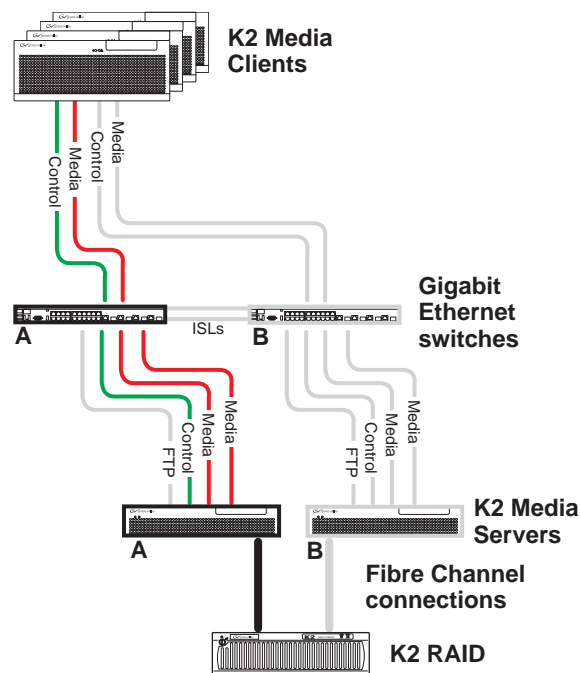 K2 Media
Clients
Control
Media
Control
Media
Gigabit
Ethernet
switches
A
ISLs
B
FTP
Control
Media
Media
FTP
Control
Media
Media
K2 Media
Servers
A
B
Fibre Channel
connections
K2
K2 RAID